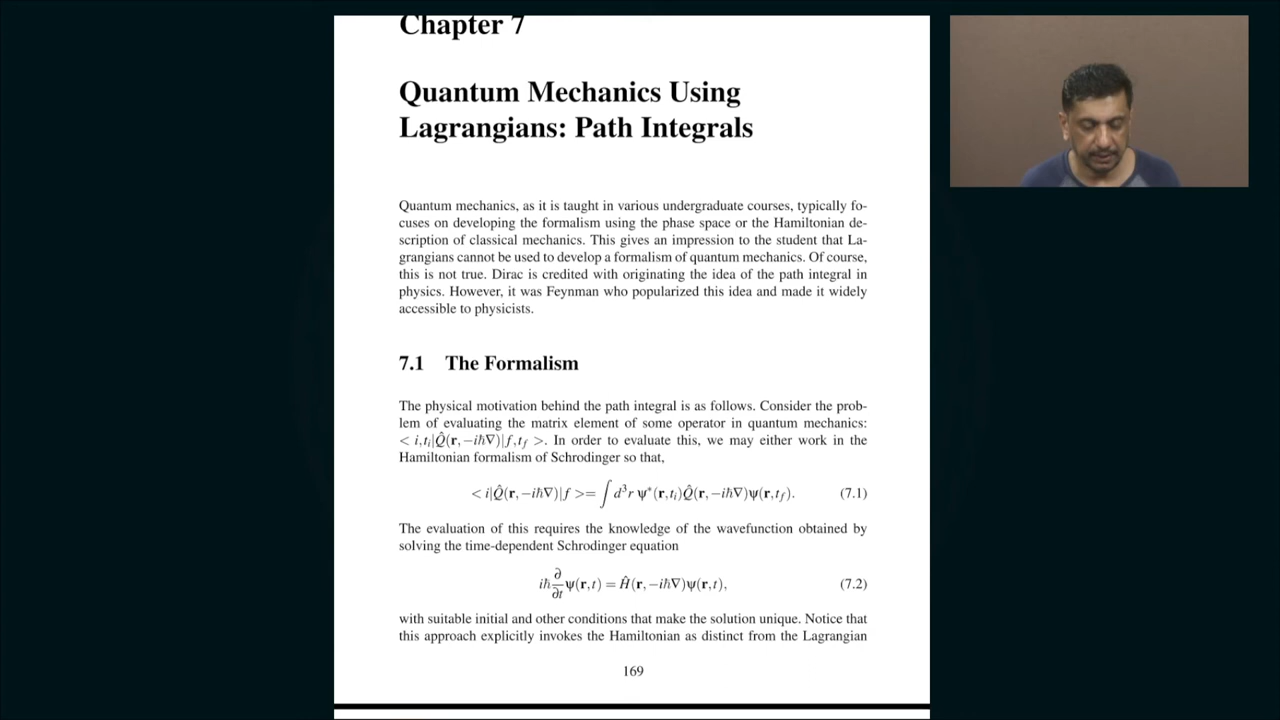 Chapter 7
Quantum Mechanics Using
Lagrangians: Path Integrals
Quantum mechanics, as it is taught in various undergraduate courses, typically fo-
cuses on developing the formalism using the phase space or the Hamiltonian de-
scription of classical mechanics. This gives an impression to the student that La-
grangians cannot be used to develop a formalism of quantum mechanics. Of course,
this is not true. Dirac is credited with originating the idea of the path integral in
physics. However, it was Feynman who popularized this idea and made it widely
accessible to physicists.
7.1 The Formalism
The physical motivation behind the path integral is as follows. Consider the prob-
lem of evaluating the matrix element of some operator in quantum mechanics:
< i,tᵢ|Q̂(r,−iħ∇)|f,t_f >. In order to evaluate this, we may either work in the
Hamiltonian formalism of Schrodinger so that,
< i|Q̂(r,−iħ∇)|f >= ∫ d³r ψ*(r,tᵢ)Q̂(r,−iħ∇)ψ(r,t_f). (7.1)
The evaluation of this requires the knowledge of the wavefunction obtained by
solving the time-dependent Schrodinger equation
iħ ∂/∂t ψ(r,t) = Ĥ(r,−iħ∇)ψ(r,t), (7.2)
with suitable initial and other conditions that make the solution unique. Notice that
this approach explicitly invokes the Hamiltonian as distinct from the Lagrangian
169